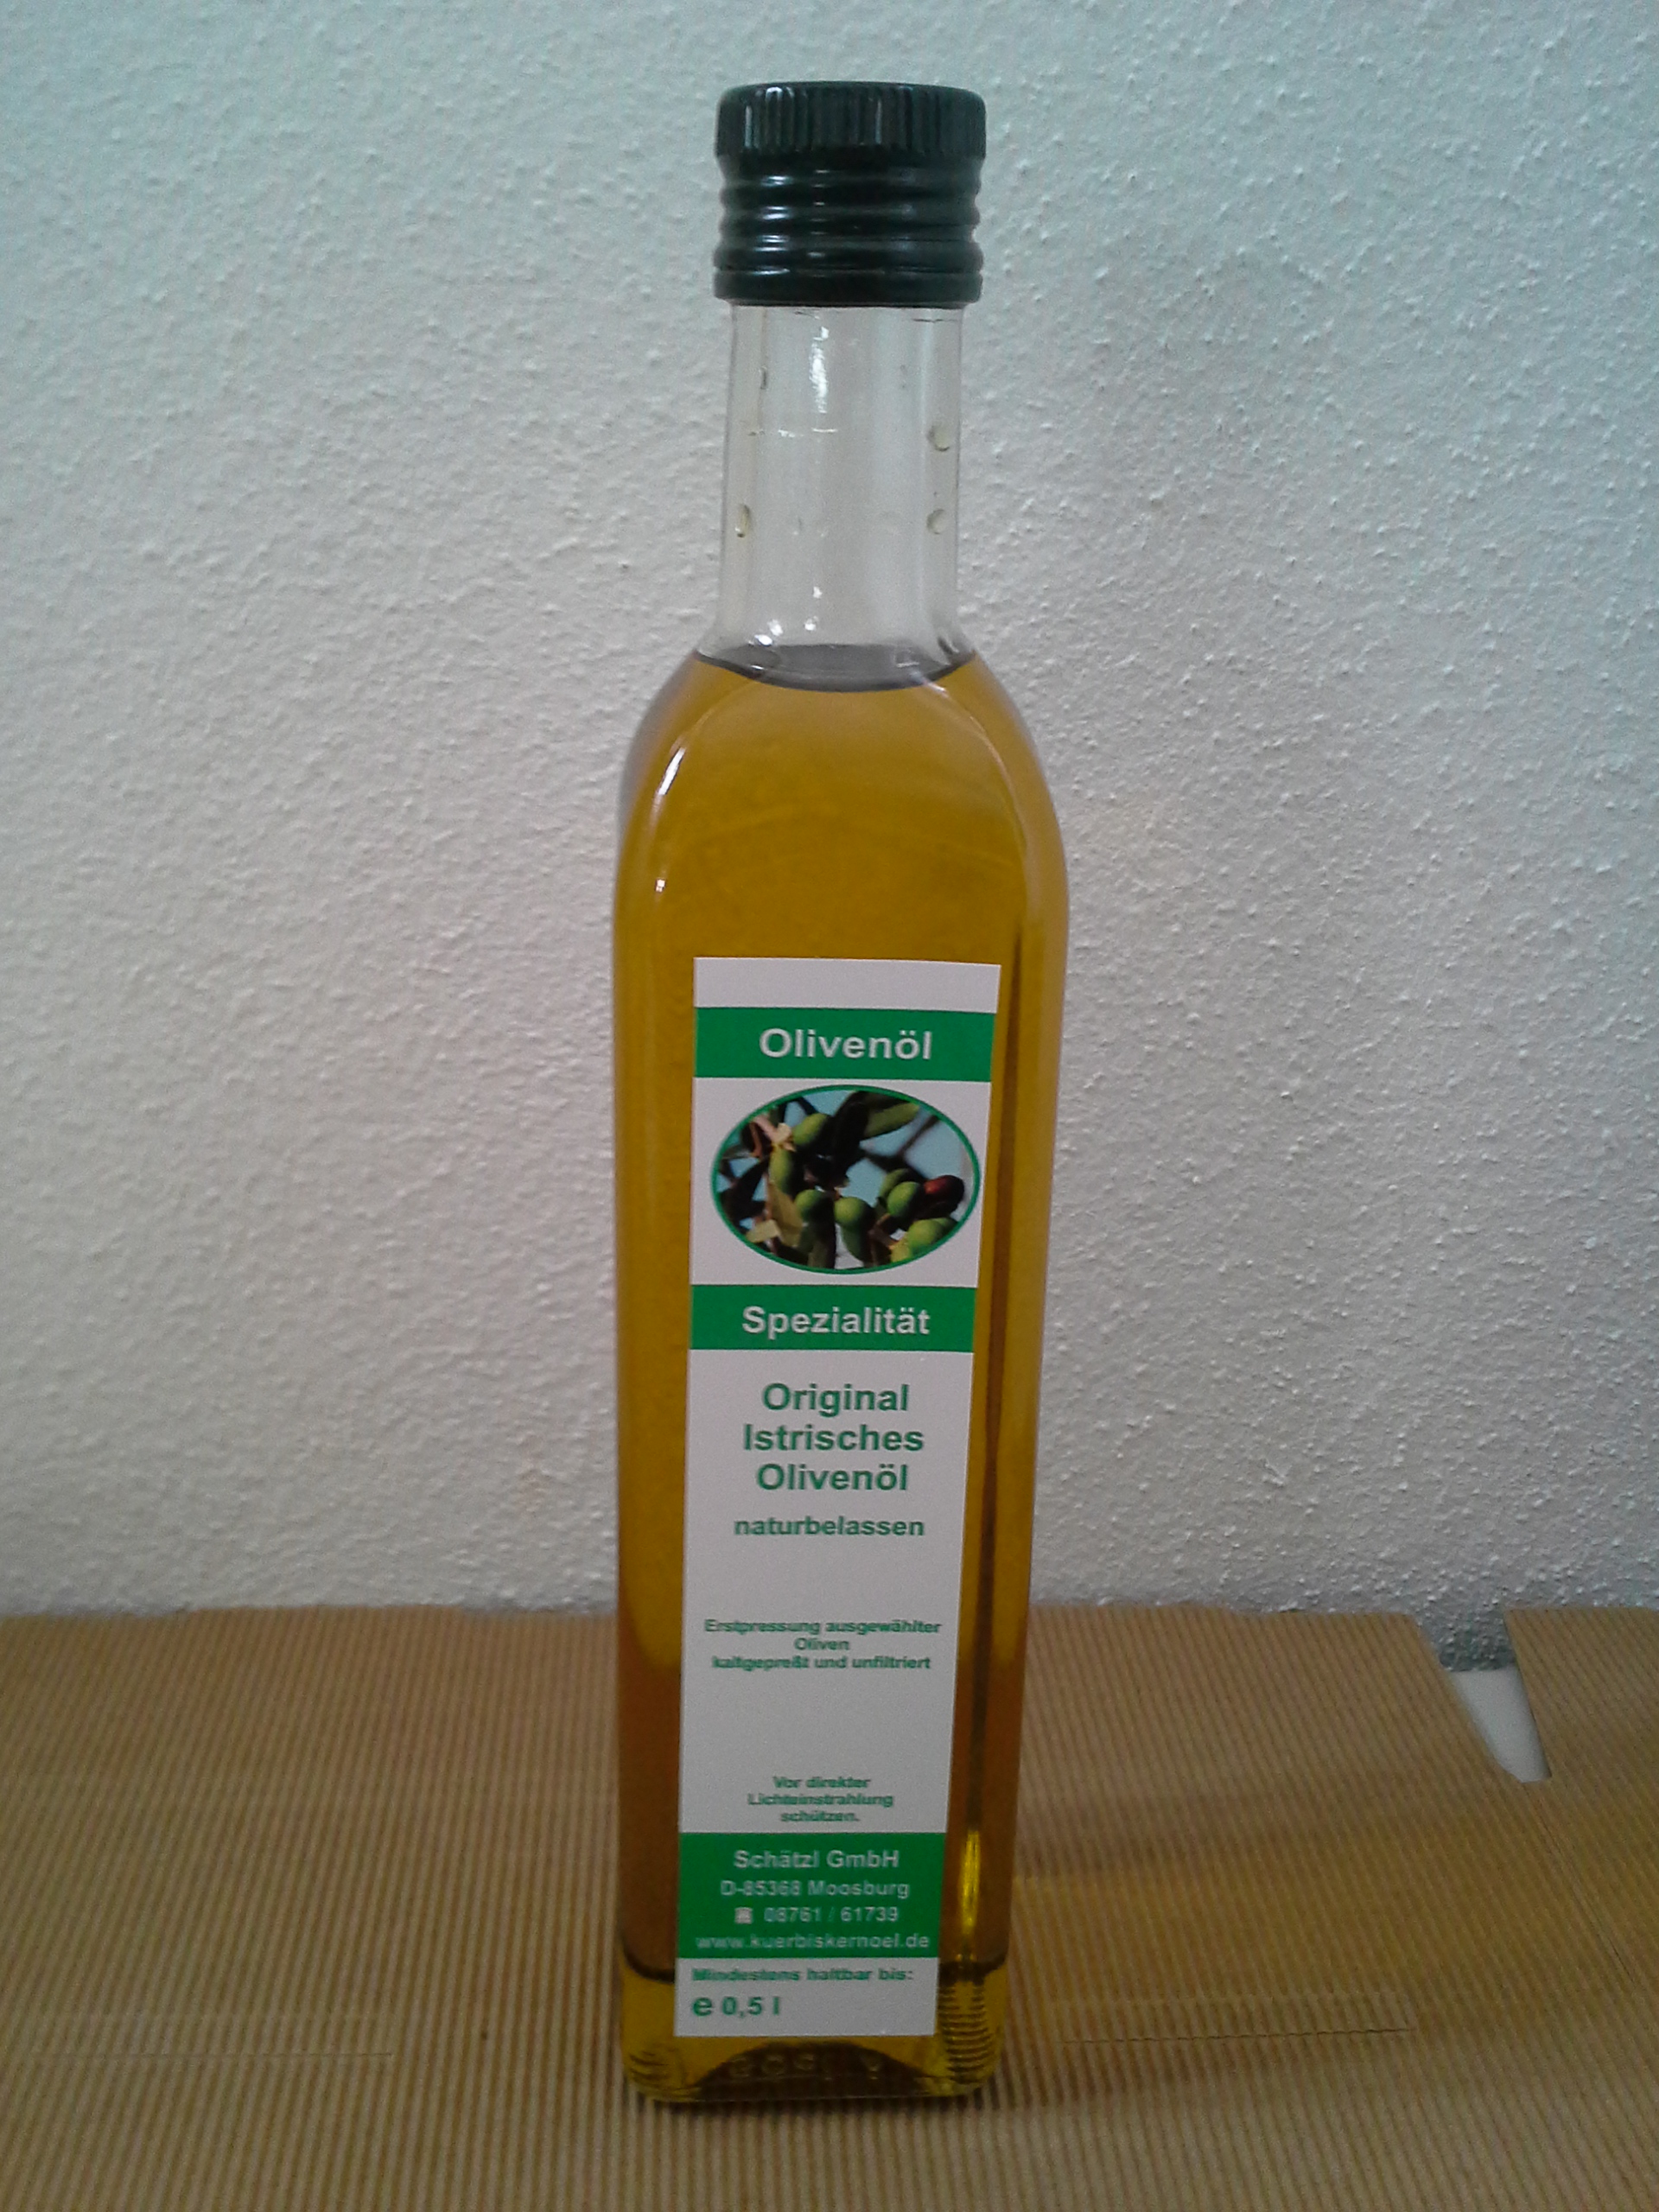 Olivenöl
Spezialität
Original
Istrisches
Olivenöl
naturbelassen
Erstpressung ausgewählter
Oliven
kaltgepreßt und unfiltriert
Vor direkter
Lichteinstrahlung
schützen.
Schätzl GmbH
D-85368 Moosburg
08761 / 61739
www.kuerbiskernoel.de
Mindestens haltbar bis:
e 0,5 l